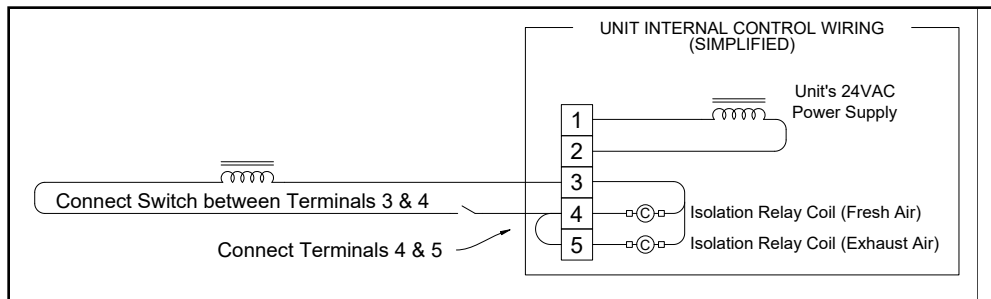 UNIT INTERNAL CONTROL WIRING
(SIMPLIFIED)
Unit's 24VAC
Power Supply
1
2
3
Connect Switch between Terminals 3 & 4
4
C
Isolation Relay Coil (Fresh Air)
Connect Terminals 4 & 5
5
C
Isolation Relay Coil (Exhaust Air)